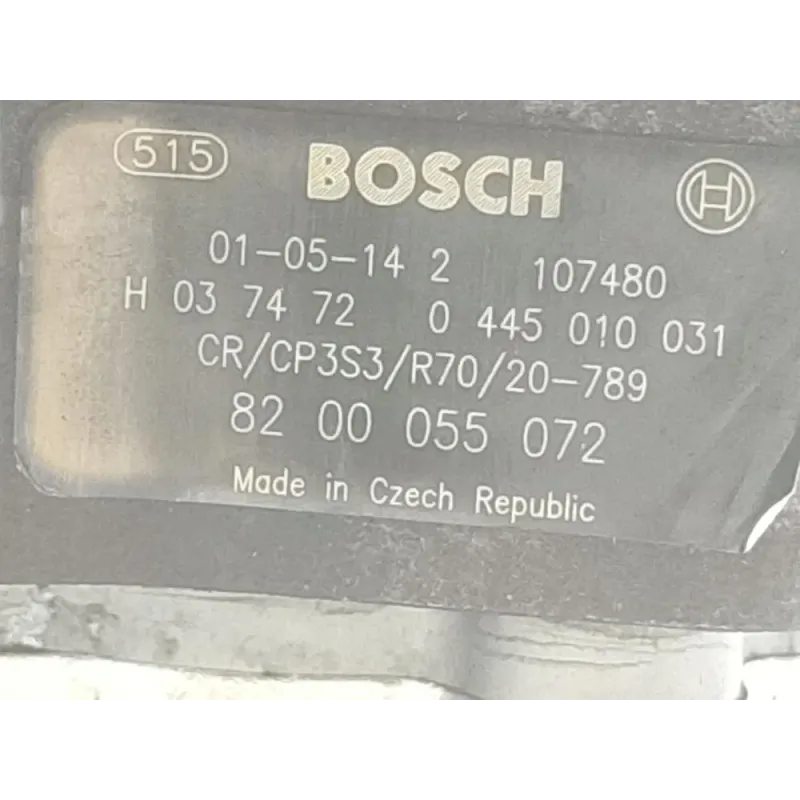 515 BOSCH
01-05-14 2 107480
H 03 74 72 0 445 010 031
CR/CP3S3/R70/20-789
82 00 055 072
Made in Czech Republic